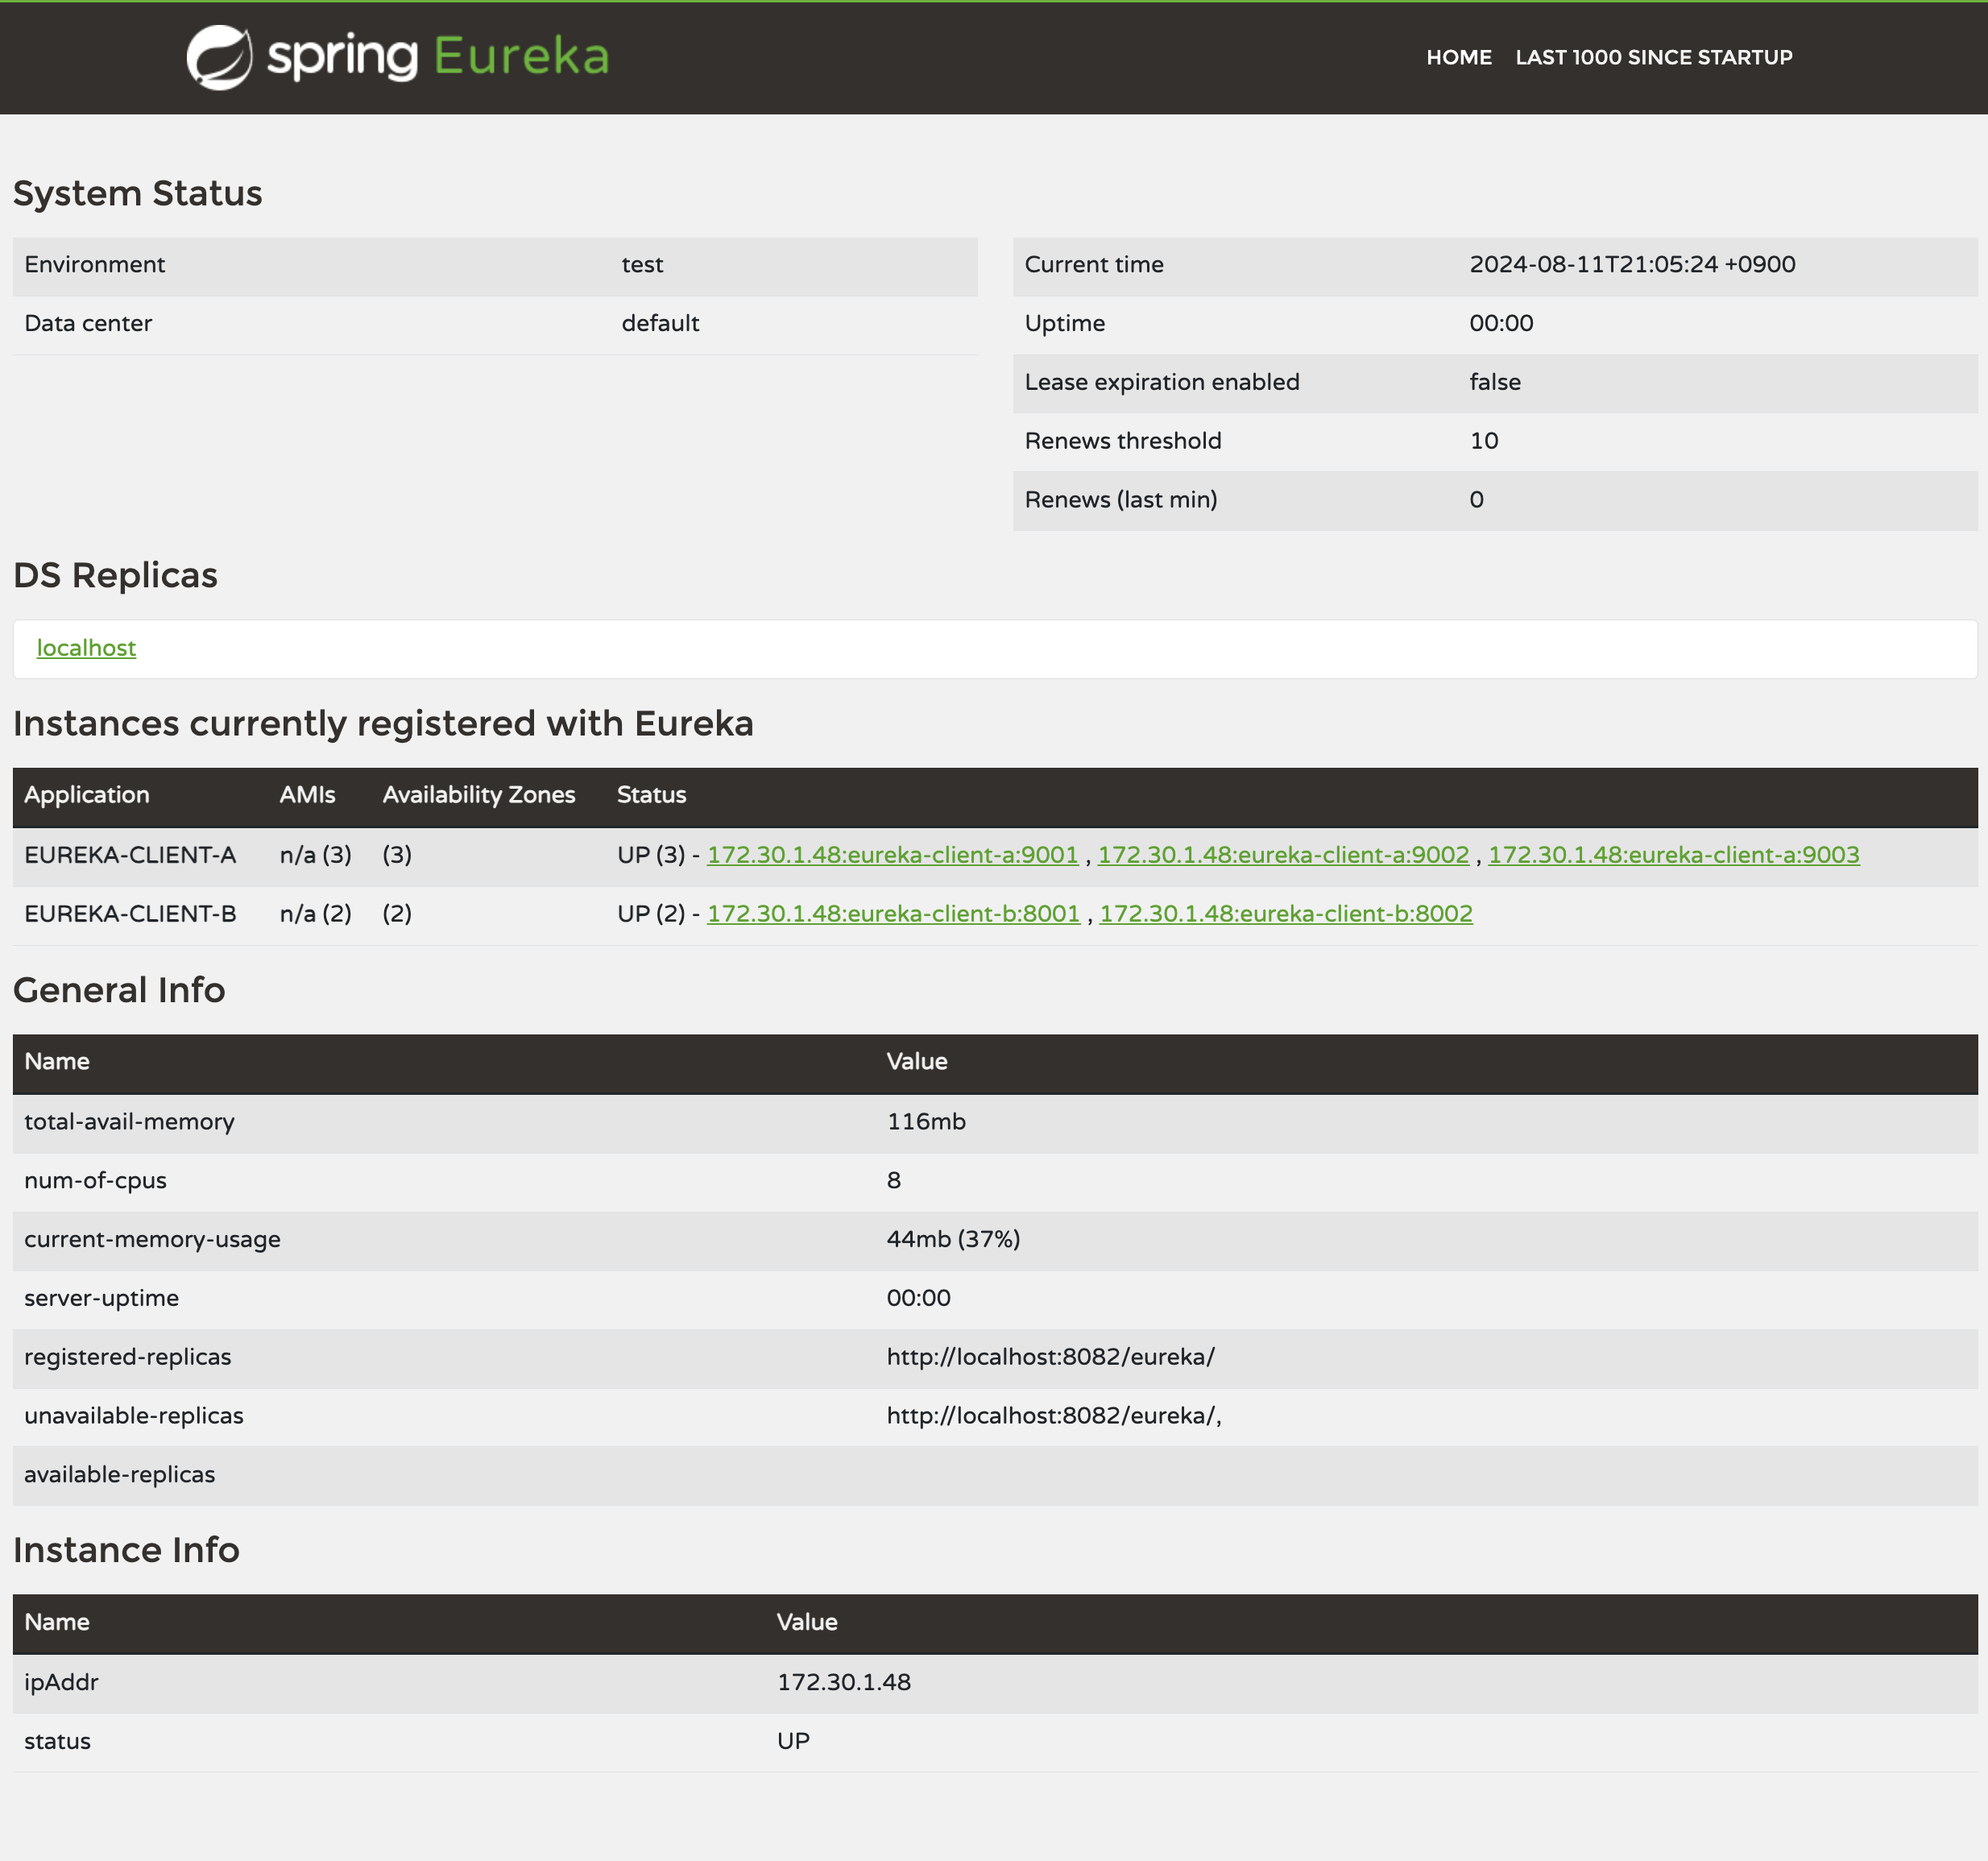 spring Eureka
HOME LAST 1000 SINCE STARTUP
System Status
Environment test
Data center default
Current time 2024-08-11T21:05:24 +0900
Uptime 00:00
Lease expiration enabled false
Renews threshold 10
Renews (last min) 0
DS Replicas
localhost
Instances currently registered with Eureka
Application AMIs Availability Zones Status
EUREKA-CLIENT-A n/a (3) (3) UP (3) - 172.30.1.48:eureka-client-a:9001 , 172.30.1.48:eureka-client-a:9002 , 172.30.1.48:eureka-client-a:9003
EUREKA-CLIENT-B n/a (2) (2) UP (2) - 172.30.1.48:eureka-client-b:8001 , 172.30.1.48:eureka-client-b:8002
General Info
Name Value
total-avail-memory 116mb
num-of-cpus 8
current-memory-usage 44mb (37%)
server-uptime 00:00
registered-replicas http://localhost:8082/eureka/
unavailable-replicas http://localhost:8082/eureka/,
available-replicas
Instance Info
Name Value
ipAddr 172.30.1.48
status UP